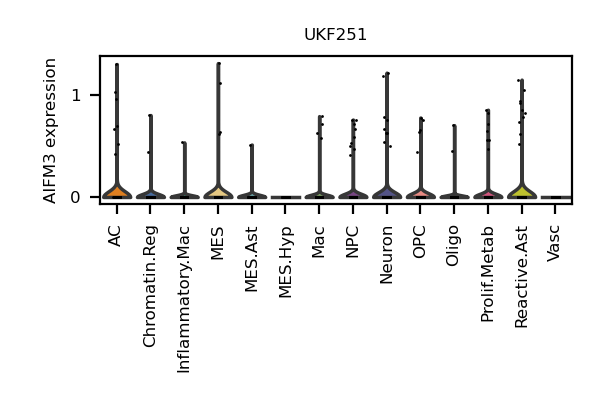 UKF251
AIFM3 expression
1
0
AC
Chromatin.Reg
Inflammatory.Mac
MES
MES.Ast
MES.Hyp
Mac
NPC
Neuron
OPC
Oligo
Prolif.Metab
Reactive.Ast
Vasc